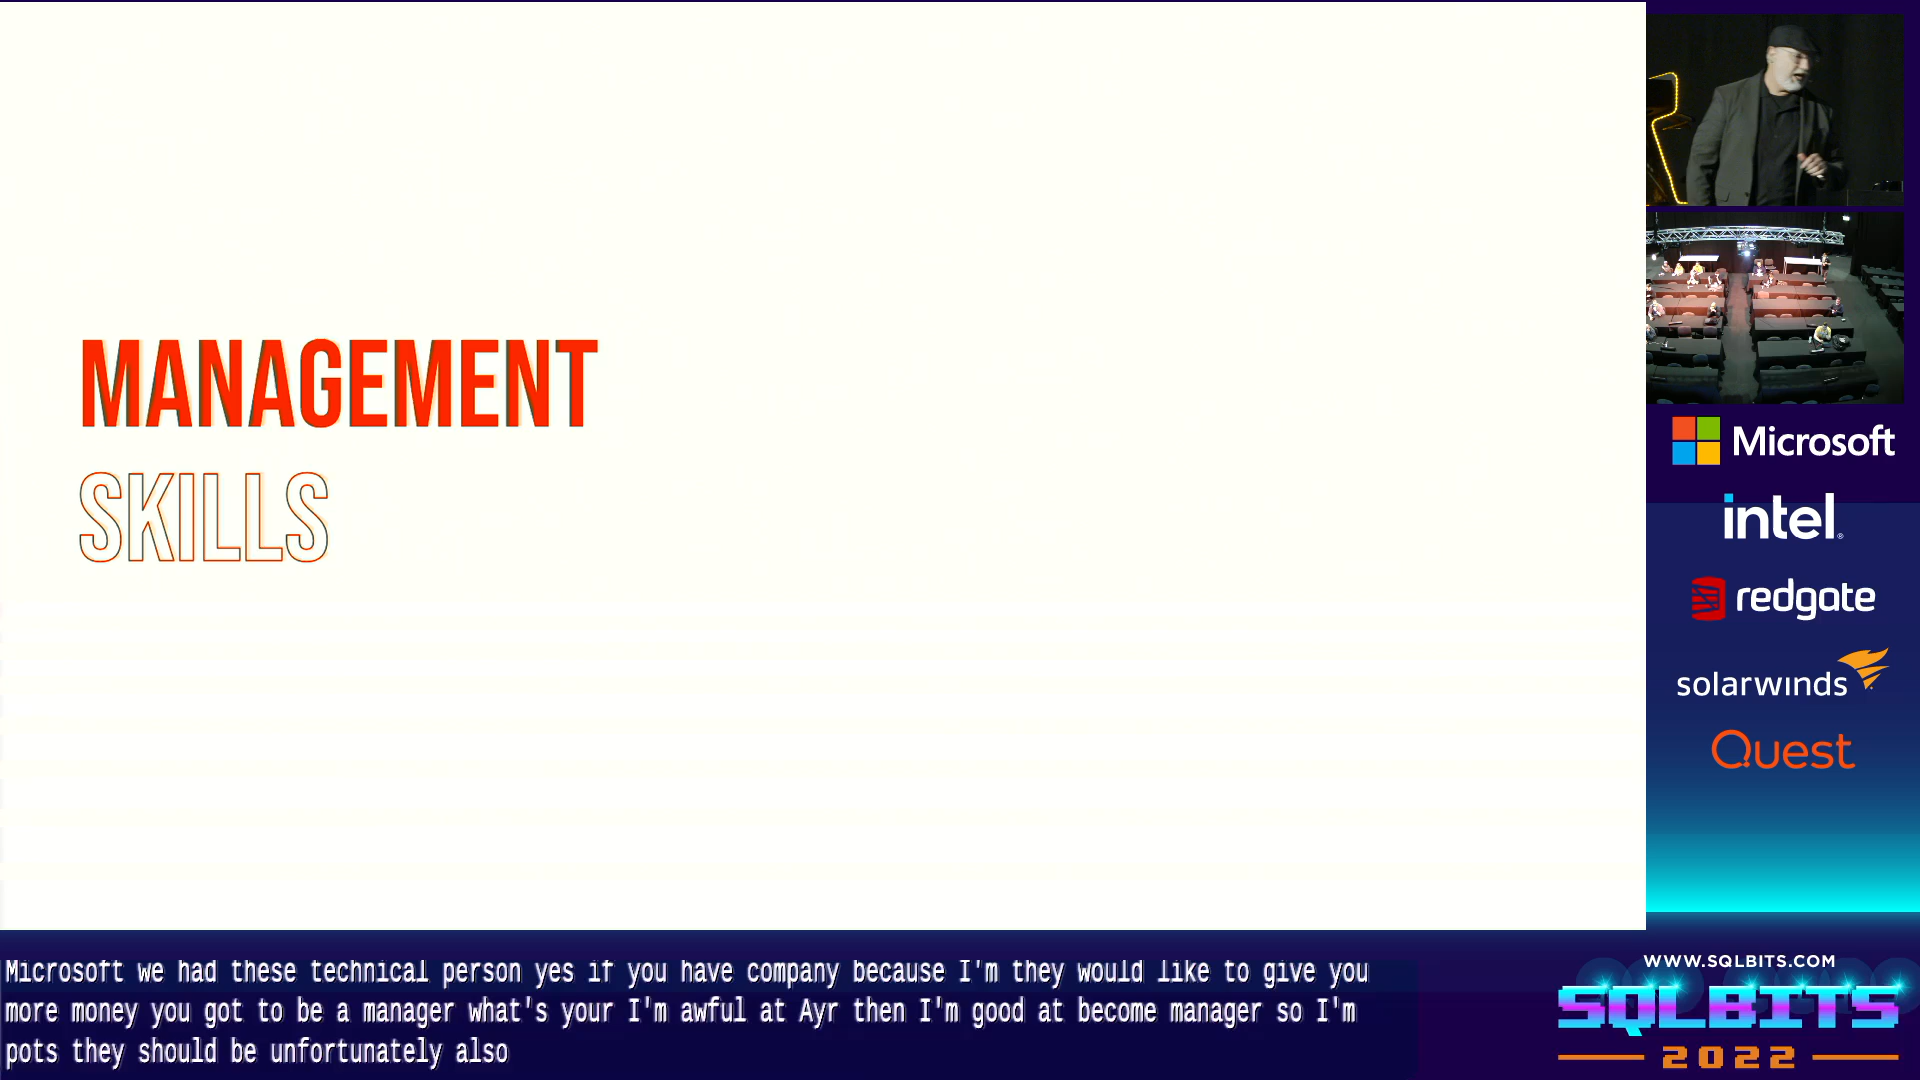 MANAGEMENT
SKILLS
Microsoft
intel
redgate
solarwinds
Quest
Microsoft we had these technical person yes if you have company because I'm they would like to give you
more money you got to be a manager what's your I'm awful at Ayr then I'm good at become manager so I'm
pots they should be unfortunately also
WWW.SQLBITS.COM
SQLBITS
2022